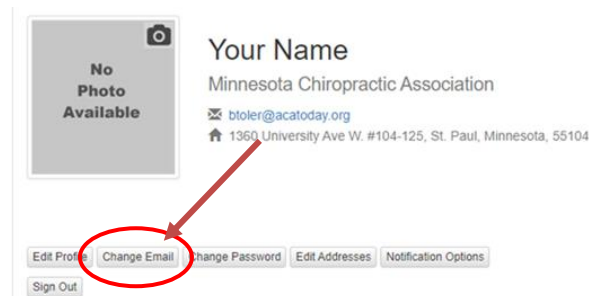 No
Photo
Available
Your Name
Minnesota Chiropractic Association
btoler@acatoday.org
1360 University Ave W. #104-125, St. Paul, Minnesota, 55104
Edit Profile Change Email Change Password Edit Addresses Notification Options
Sign Out